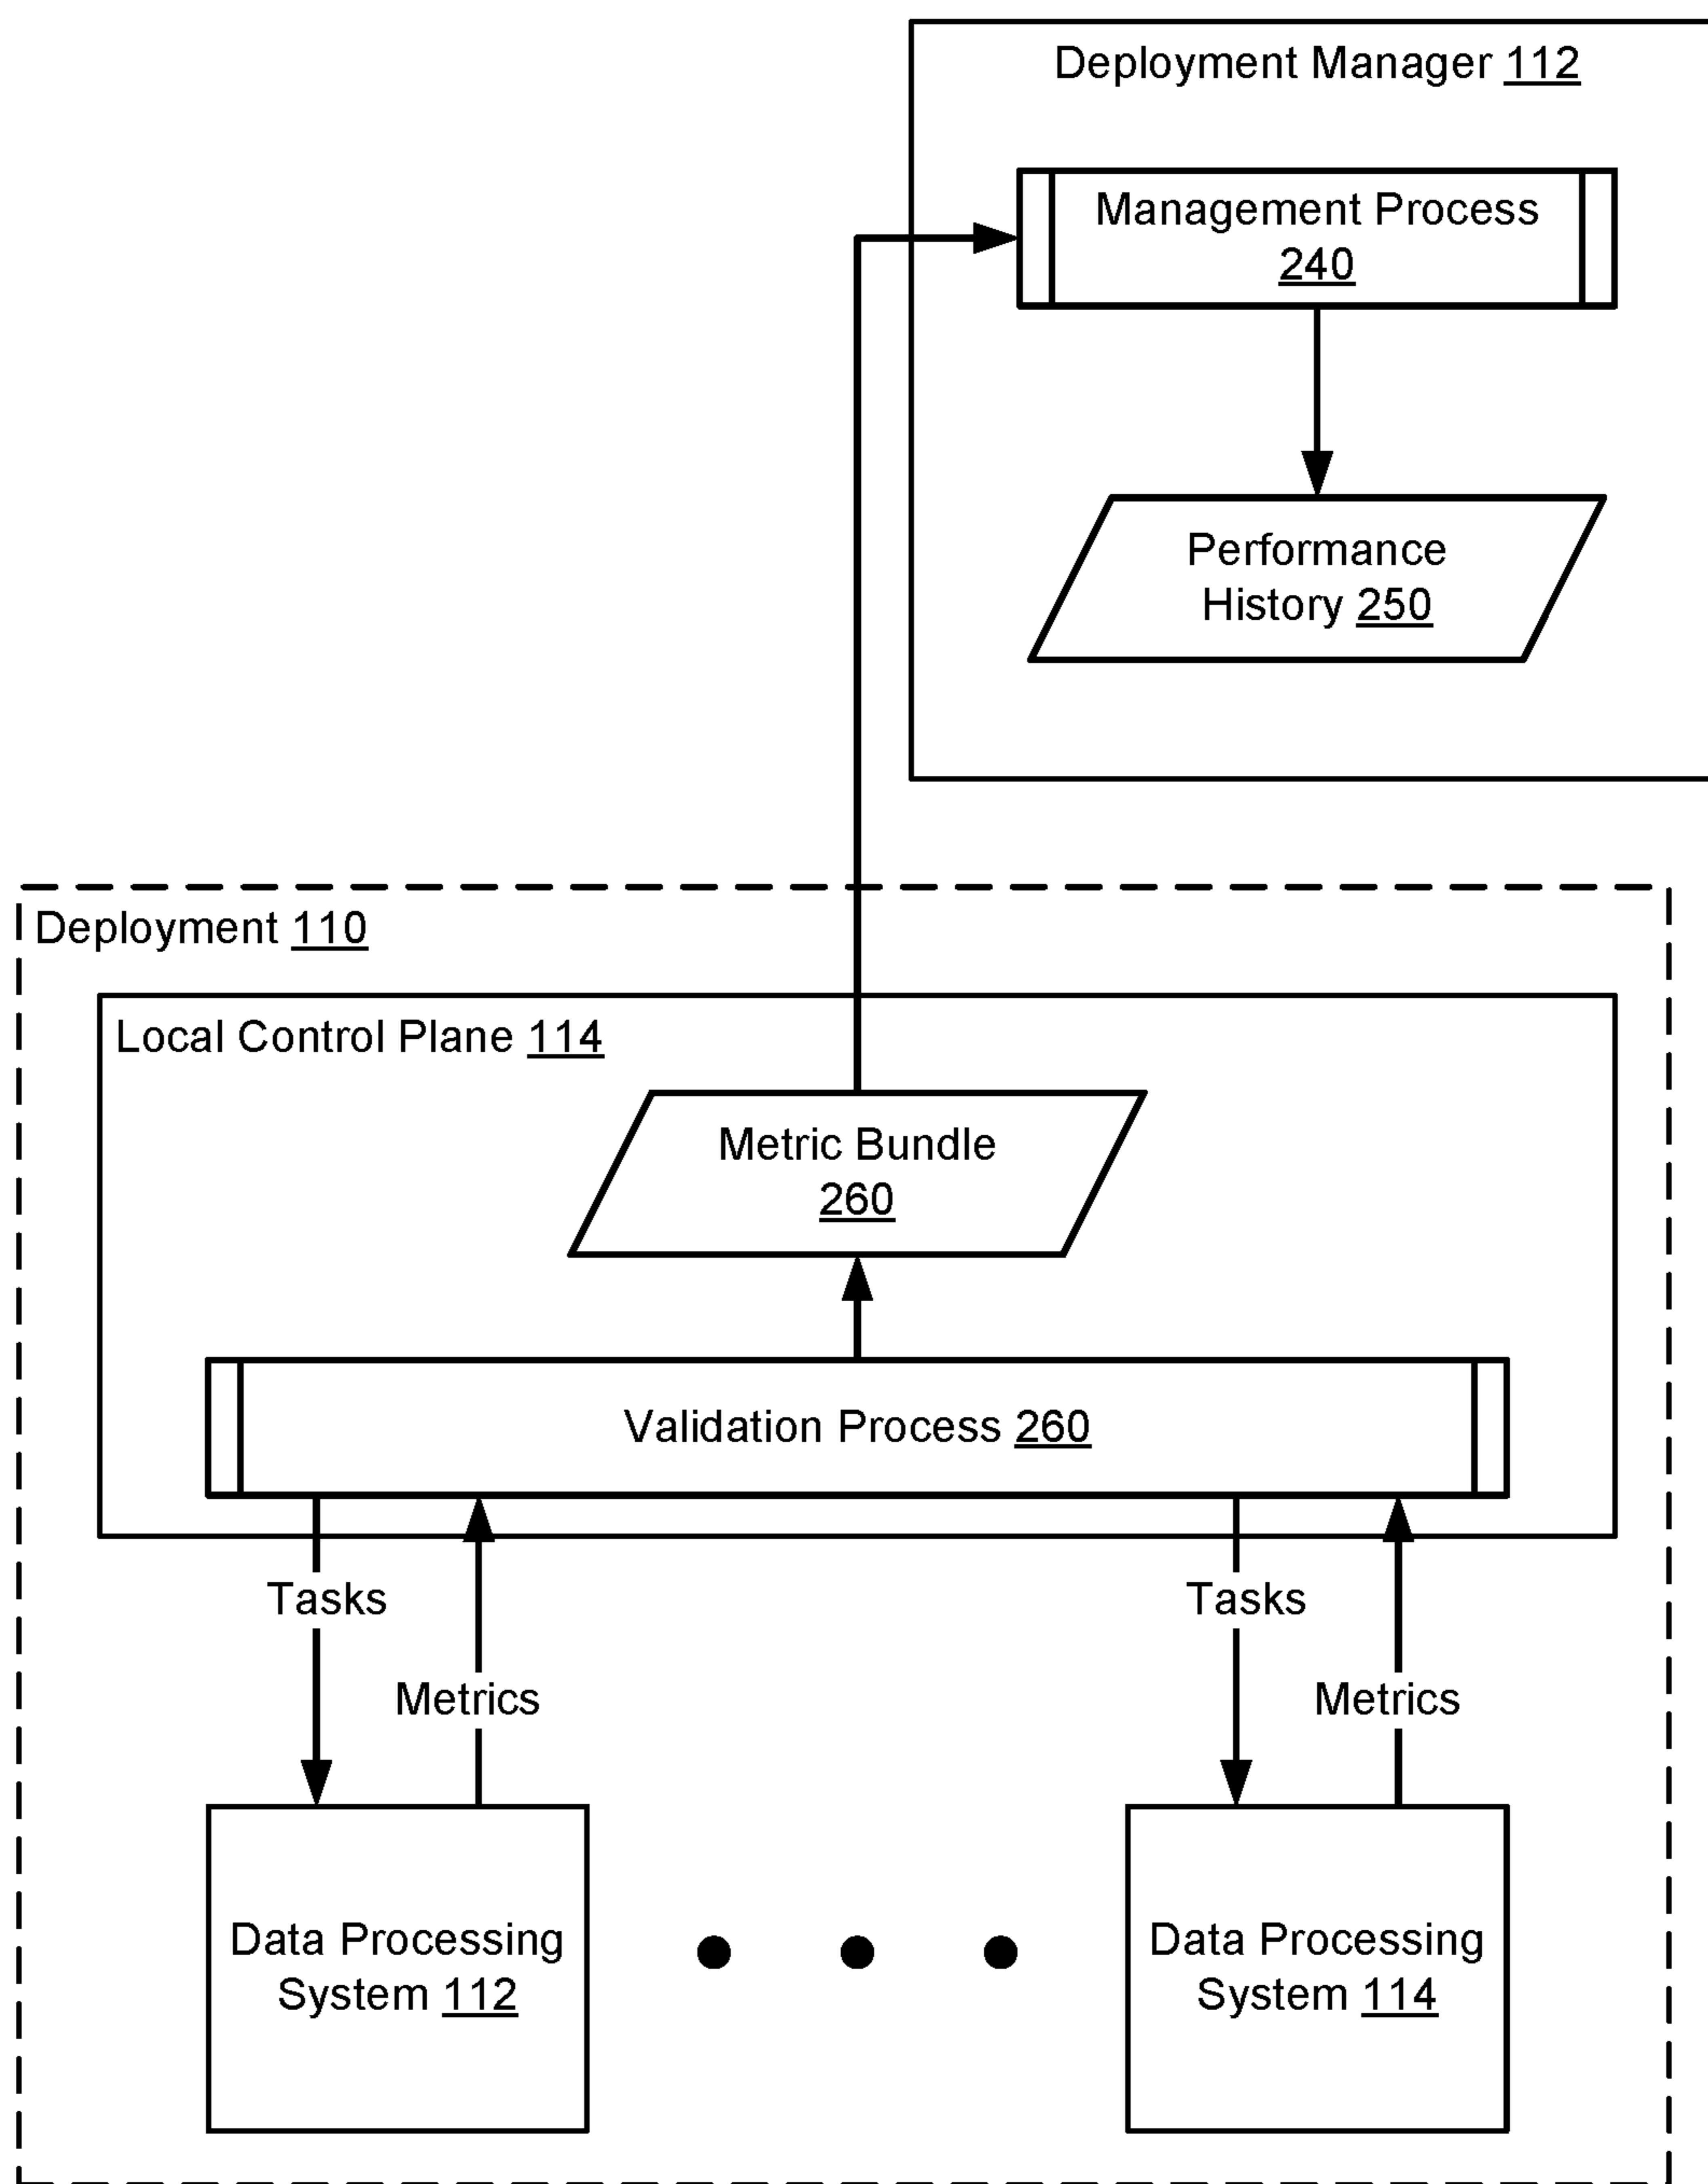 Deployment Manager 112
Management Process
240
Performance
History 250
Deployment 110
Local Control Plane 114
Metric Bundle
260
Validation Process 260
Tasks
Tasks
Metrics
Metrics
Data Processing
System 112
Data Processing
System 114